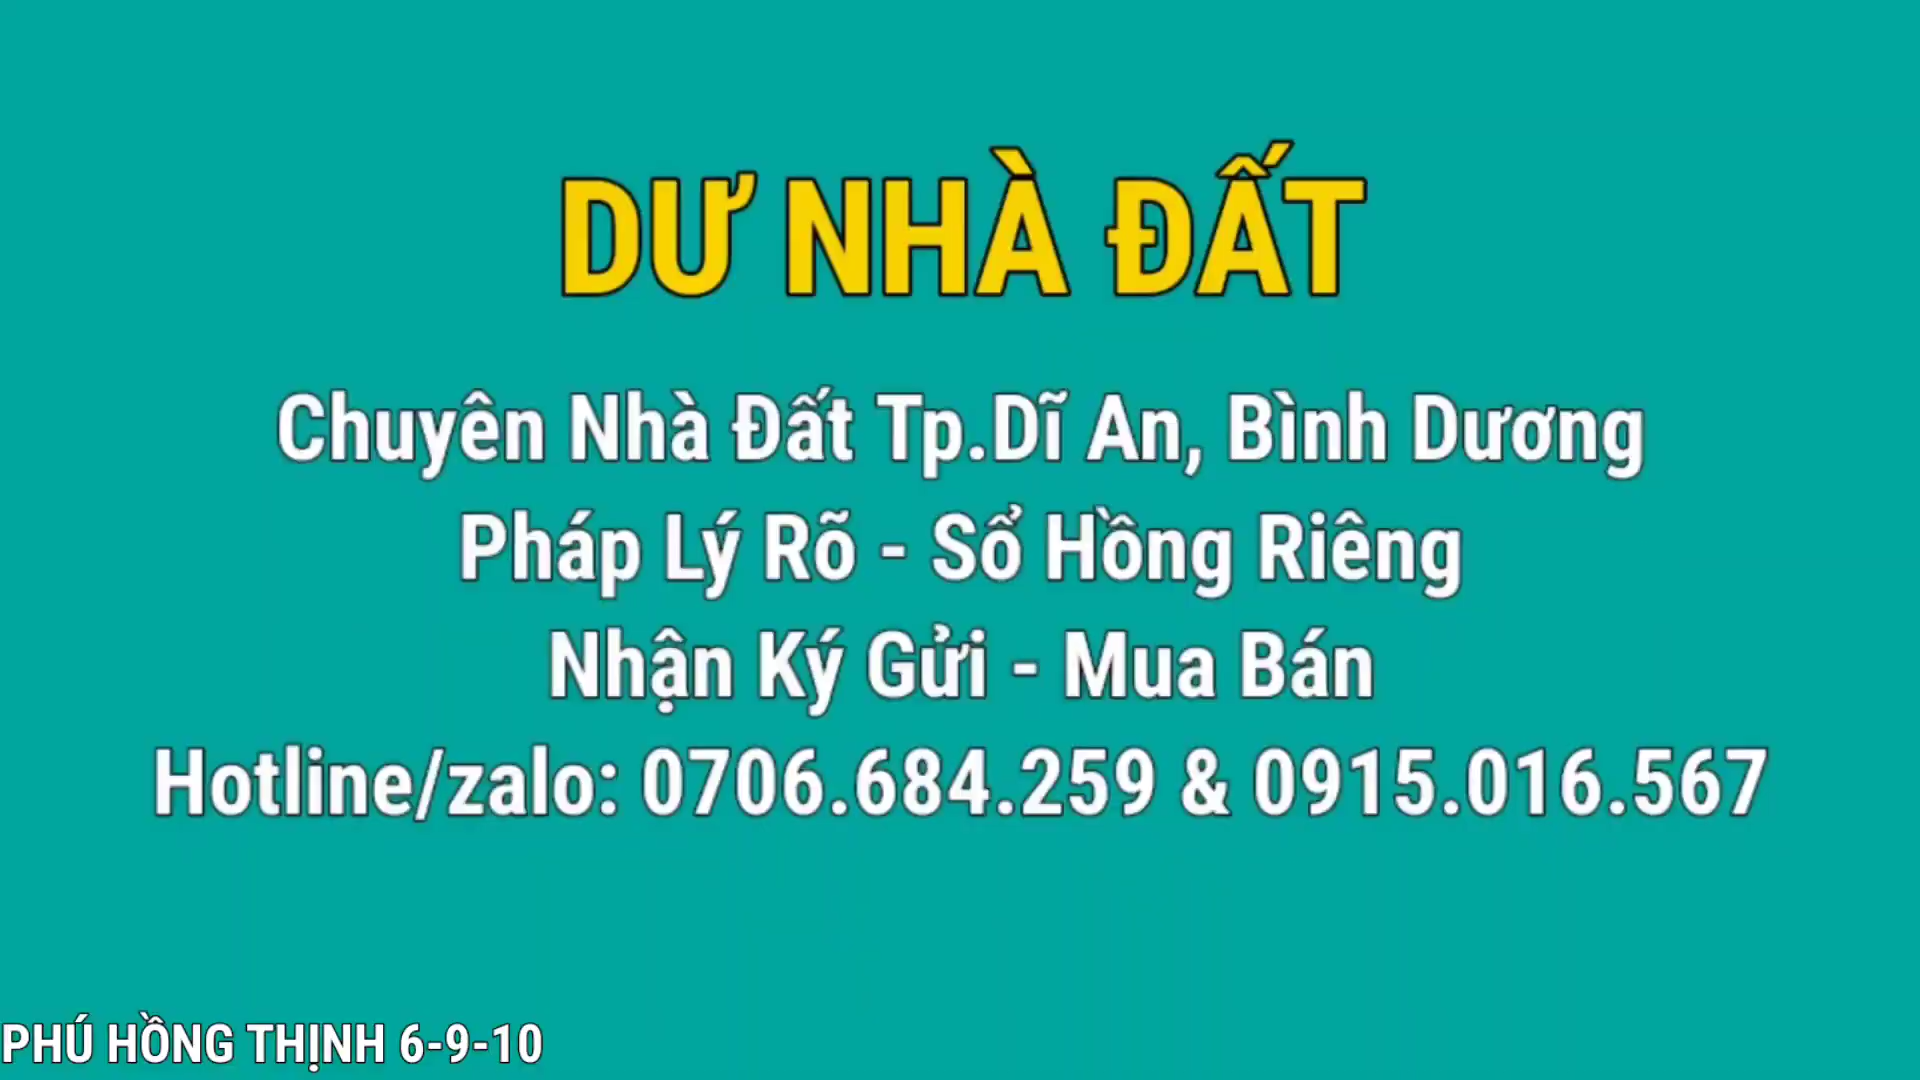 DƯ NHÀ ĐẤT
Chuyên Nhà Đất Tp.Dĩ An, Bình Dương
Pháp Lý Rõ - Sổ Hồng Riêng
Nhận Ký Gửi - Mua Bán
Hotline/zalo: 0706.684.259 & 0915.016.567
PHÚ HỒNG THỊNH 6-9-10